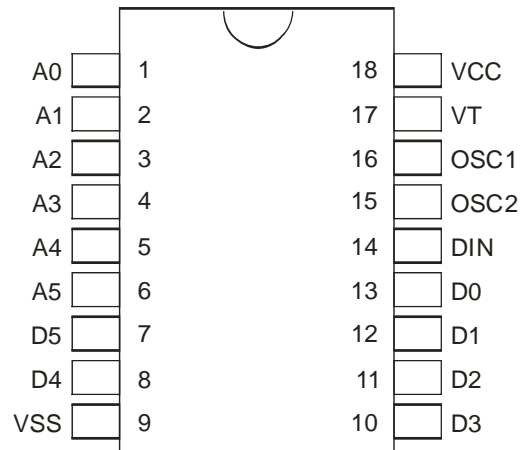 A0 1 18 VCC
A1 2 17 VT
A2 3 16 OSC1
A3 4 15 OSC2
A4 5 14 DIN
A5 6 13 D0
D5 7 12 D1
D4 8 11 D2
VSS 9 10 D3